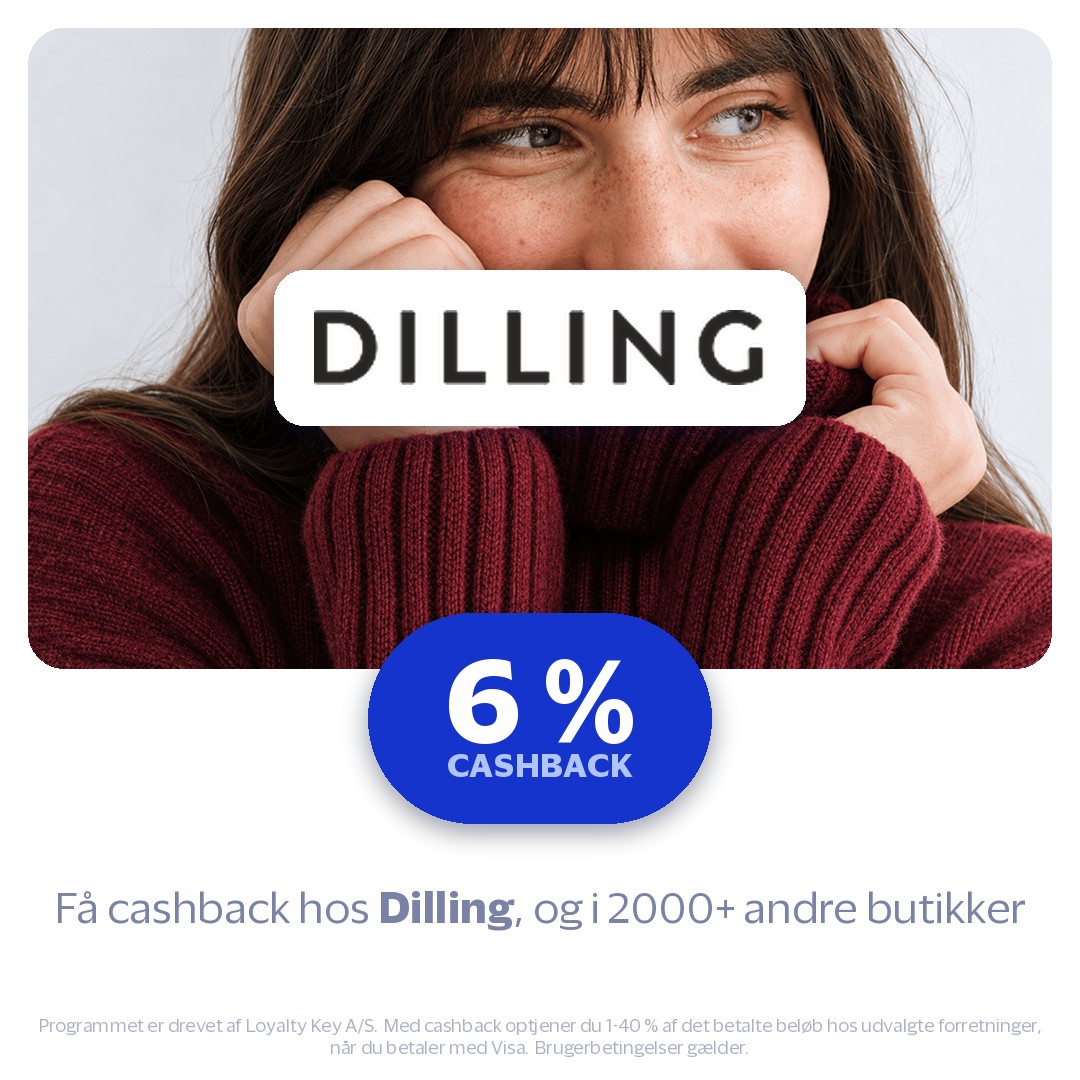 DILLING
6 %
CASHBACK
Få cashback hos Dilling, og i 2000+ andre butikker
Programmet er drevet af Loyalty Key A/S. Med cashback optjener du 1-40 % af det betalte beløb hos udvalgte forretninger,
når du betaler med Visa. Brugerbetingelser gælder.